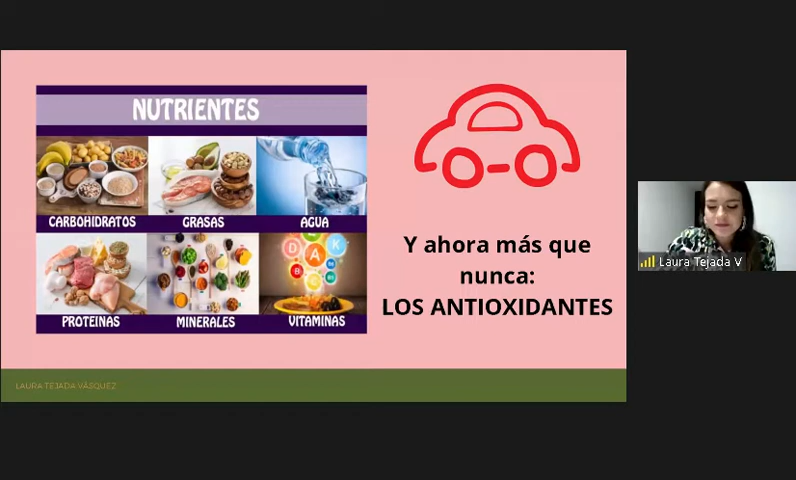 NUTRIENTES
CARBOHIDRATOS GRASAS AGUA
PROTEINAS MINERALES VITAMINAS
Y ahora más que
nunca:
LOS ANTIOXIDANTES
LAURA TEJADA VÁSQUEZ
Laura Tejada V